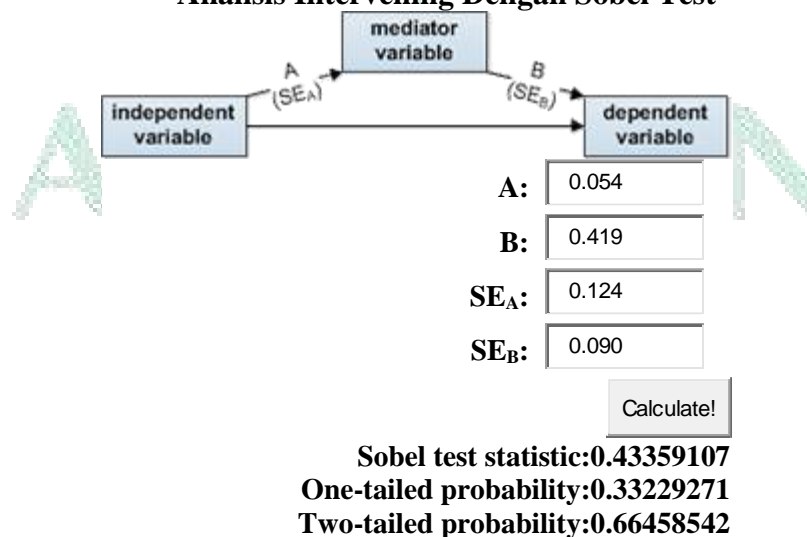 Analisis Intervening Dengan Sobel Test
mediator
variable
A
(SEA)
B
(SEB)
independent
variable
dependent
variable
A: 0.054
B: 0.419
SEA: 0.124
SEB: 0.090
Calculate!
Sobel test statistic:0.43359107
One-tailed probability:0.33229271
Two-tailed probability:0.66458542